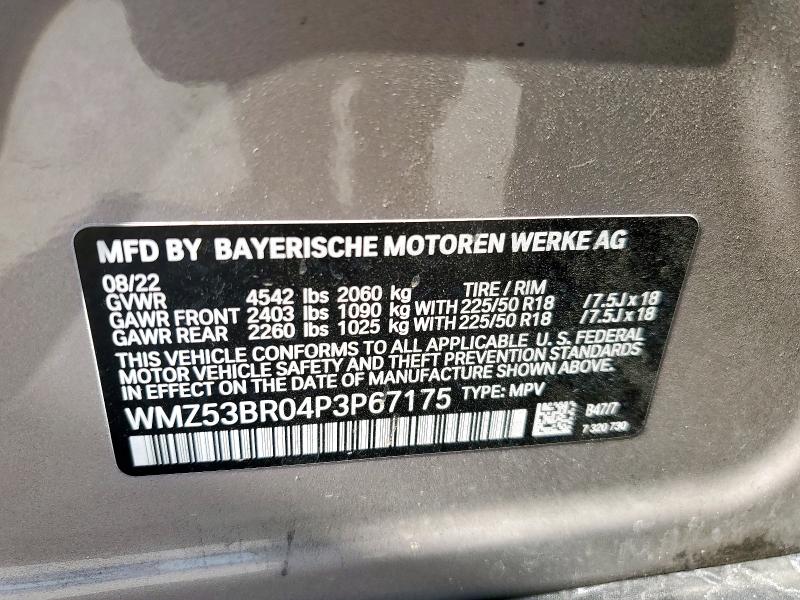 MFD BY BAYERISCHE MOTOREN WERKE AG
08/22 TIRE / RIM
GVWR 4542 lbs 2060 kg
GAWR FRONT 2403 lbs 1090 kg WITH 225/50 R18 /7.5J x 18
GAWR REAR 2260 lbs 1025 kg WITH 225/50 R18 /7.5J x 18
THIS VEHICLE CONFORMS TO ALL APPLICABLE U. S. FEDERAL
MOTOR VEHICLE SAFETY AND THEFT PREVENTION STANDARDS
IN EFFECT ON THE DATE OF MANUFACTURE SHOWN ABOVE.
WMZ53BR04P3P67175 TYPE: MPV
B47/7
7 320 730